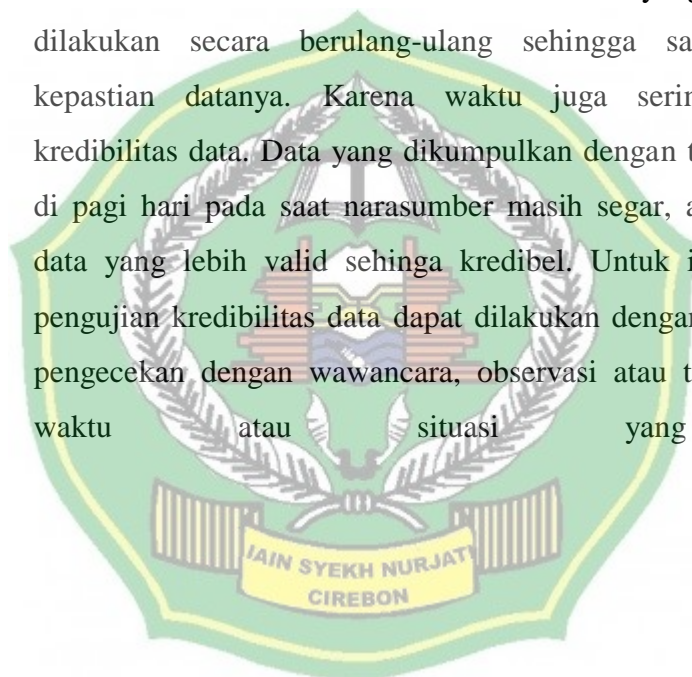 dilakukan secara berulang-ulang sehingga sa
kepastian datanya. Karena waktu juga serin
kredibilitas data. Data yang dikumpulkan dengan t
di pagi hari pada saat narasumber masih segar, a
data yang lebih valid sehinga kredibel. Untuk i
pengujian kredibilitas data dapat dilakukan dengan
pengecekan dengan wawancara, observasi atau t
waktu atau situasi yang
IAIN SYEKH NURJATI
CIREBON